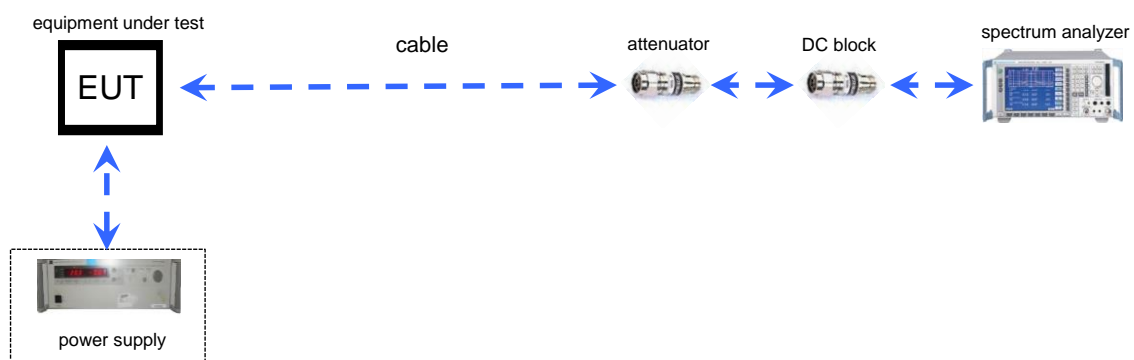 equipment under test
EUT
cable
attenuator
DC block
spectrum analyzer
power supply